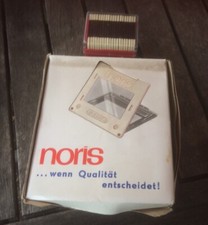 noris
...wenn Qualität
entscheidet!